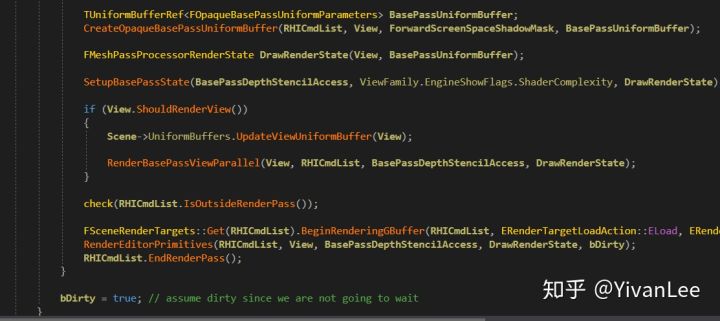 TUniformBufferRef<FOpaqueBasePassUniformParameters> BasePassUniformBuffer;
CreateOpaqueBasePassUniformBuffer(RHICmdList, View, ForwardScreenSpaceShadowMask, BasePassUniformBuffer);
FMeshPassProcessorRenderState DrawRenderState(View, BasePassUniformBuffer);
SetupBasePassState(BasePassDepthStencilAccess, ViewFamily.EngineShowFlags.ShaderComplexity, DrawRenderState)
if (View.ShouldRenderView())
{
Scene->UniformBuffers.UpdateViewUniformBuffer(View);
RenderBasePassViewParallel(View, RHICmdList, BasePassDepthStencilAccess, DrawRenderState);
}
check(RHICmdList.IsOutsideRenderPass());
FSceneRenderTargets::Get(RHICmdList).BeginRenderingGBuffer(RHICmdList, ERenderTargetLoadAction::ELoad, ERende
RenderEditorPrimitives(RHICmdList, View, BasePassDepthStencilAccess, DrawRenderState, bDirty);
RHICmdList.EndRenderPass();
}
bDirty = true; // assume dirty since we are not going to wait
}
知乎 @YivanLee